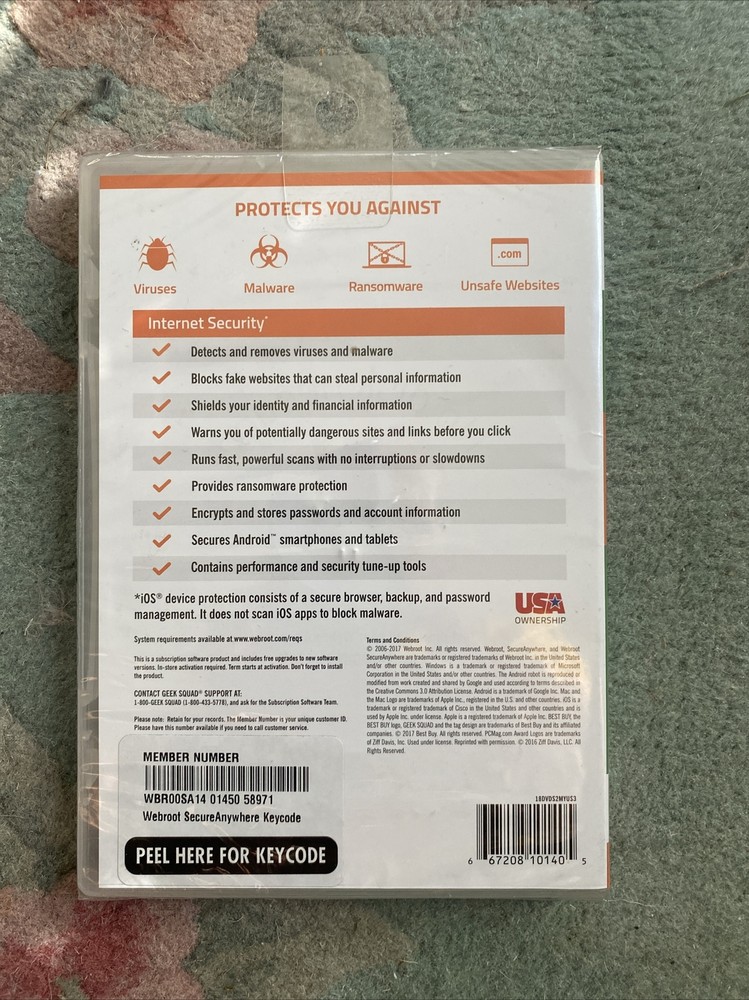 PROTECTS YOU AGAINST
.com
Viruses
Malware
Ransomware
Unsafe Websites
Internet Security*
Detects and removes viruses and malware
Blocks fake websites that can steal personal information
Shields your identity and financial information
Warns you of potentially dangerous sites and links before you click
Runs fast, powerful scans with no interruptions or slowdowns
Provides ransomware protection
Encrypts and stores passwords and account information
Secures Android™ smartphones and tablets
Contains performance and security tune-up tools
*iOS® device protection consists of a secure browser, backup, and password
management. It does not scan iOS apps to block malware.
USA
OWNERSHIP
System requirements available at www.webroot.com/reqs
This is a subscription software product and includes free upgrades to new software
versions. In-store activation required. Term starts at activation. Don't forget to install
the product.
CONTACT GEEK SQUAD® SUPPORT AT:
1-800-GEEK SQUAD (1-800-433-5778), and ask for the Subscription Software Team.
Please note: Retain for your records. The Member Number is your unique customer ID.
Please have this number available if you need to call customer service.
Terms and Conditions
© 2006-2017 Webroot Inc. All rights reserved. Webroot, SecureAnywhere, and Webroot
SecureAnywhere are trademarks or registered trademarks of Webroot Inc. in the United States
and/or other countries. Windows is a trademark or registered trademark of Microsoft
Corporation in the United States and/or other countries. The Android robot is reproduced or
modified from work created and shared by Google and used according to terms described in
the Creative Commons 3.0 Attribution License. Android is a trademark of Google Inc. Mac and
the Mac Logo are trademarks of Apple Inc., registered in the U.S. and other countries. iOS is a
trademark or registered trademark of Cisco in the United States and other countries and is
used by Apple Inc. under license. Apple is a registered trademark of Apple Inc. BEST BUY, the
BEST BUY logo, GEEK SQUAD and the tag design are trademarks of Best Buy and its affiliated
companies. © 2017 Best Buy. All rights reserved. PCMag.com Award Logos are trademarks
of Ziff Davis, Inc. Used under license. Reprinted with permission. © 2016 Ziff Davis, LLC. All
Rights Reserved.
MEMBER NUMBER
WBR00SA14 01450 58971
Webroot SecureAnywhere Keycode
PEEL HERE FOR KEYCODE
18DVDS2MYUS3
6 67208 10140 5